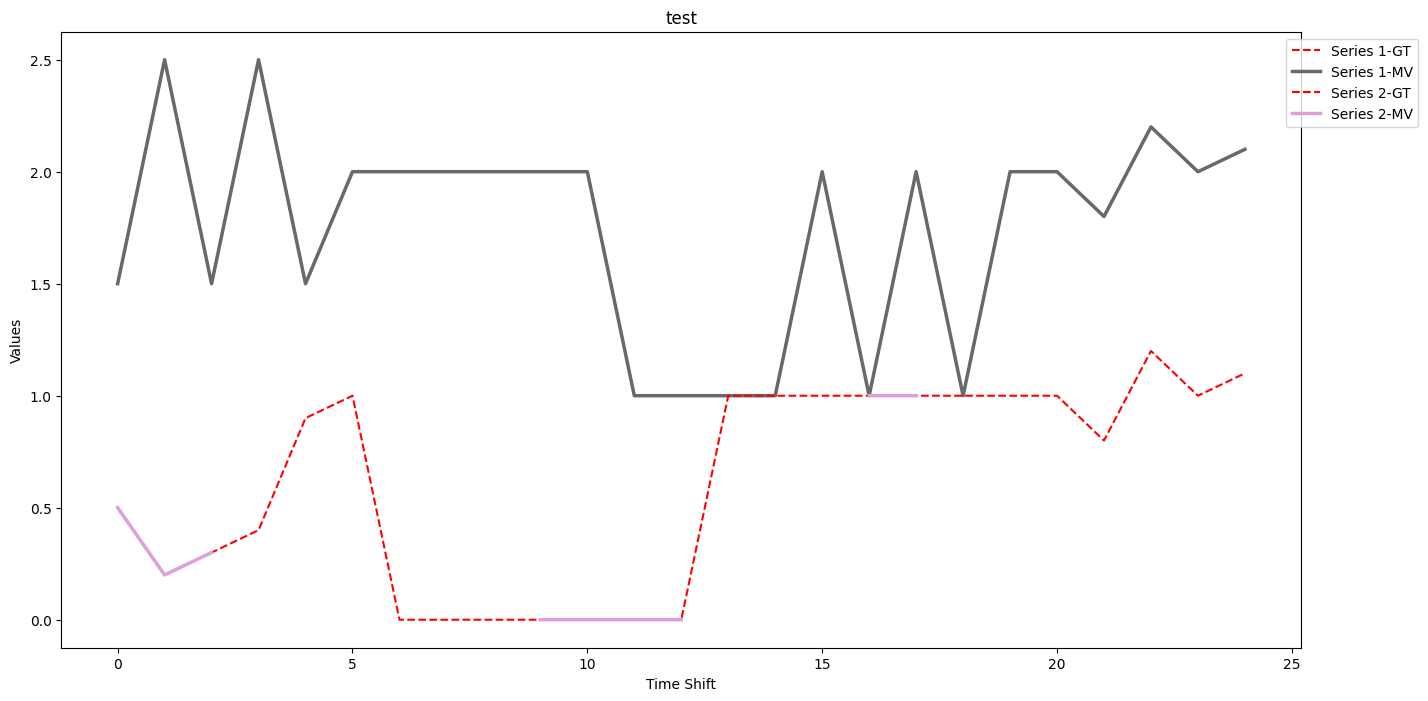 test
Series 1-GT
Series 1-MV
Series 2-GT
Series 2-MV
2.5
2.0
1.5
1.0
0.5
0.0
Values
0 5 10 15 20 25
Time Shift